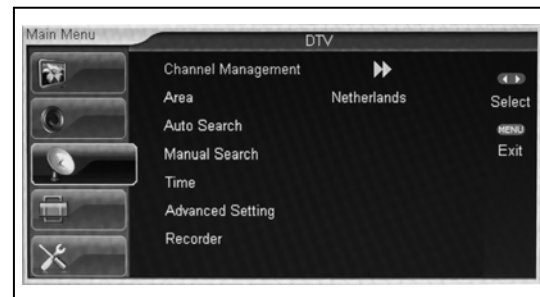 Main Menu
DTV
Channel Management
Area Netherlands
Auto Search
Manual Search
Time
Advanced Setting
Recorder
Select
MENU
Exit